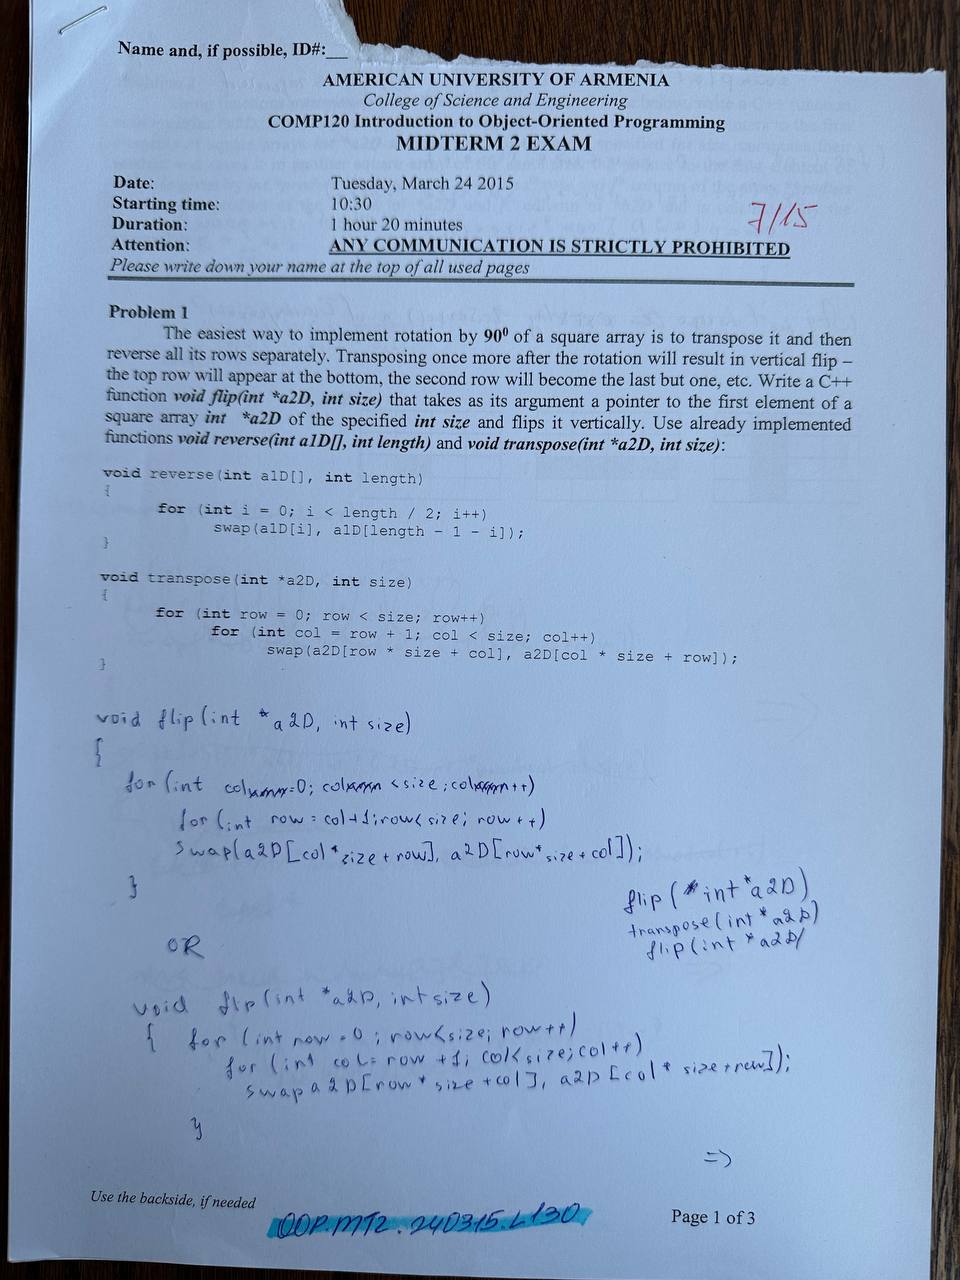 Name and, if possible, ID#:__
AMERICAN UNIVERSITY OF ARMENIA
College of Science and Engineering
COMP120 Introduction to Object-Oriented Programming
MIDTERM 2 EXAM
Date: Tuesday, March 24 2015
Starting time: 10:30
7/15
Duration: 1 hour 20 minutes
Attention: ANY COMMUNICATION IS STRICTLY PROHIBITED
Please write down your name at the top of all used pages
Problem 1
The easiest way to implement rotation by 90⁰ of a square array is to transpose it and then
reverse all its rows separately. Transposing once more after the rotation will result in vertical flip –
the top row will appear at the bottom, the second row will become the last but one, etc. Write a C++
function void flip(int *a2D, int size) that takes as its argument a pointer to the first element of a
square array int *a2D of the specified int size and flips it vertically. Use already implemented
functions void reverse(int a1D[], int length) and void transpose(int *a2D, int size):
void reverse(int a1D[], int length)
{
for (int i = 0; i < length / 2; i++)
swap(a1D[i], a1D[length - 1 - i]);
}
void transpose(int *a2D, int size)
{
for (int row = 0; row < size; row++)
for (int col = row + 1; col < size; col++)
swap(a2D[row * size + col], a2D[col * size + row]);
}
void flip(int *a2D, int size)
{
for (int col=0; col <size; col++)
for (int row = col+1; row< size; row++)
swap(a2D[col*size+row], a2D[row*size+col]);
}
flip(*int *a2D)
transpose(int *a2D)
flip(int *a2D)
OR
void flp(int *a2D, int size)
{ for (int row = 0; row<size; row++)
for (int col= row +1; col<size; col++)
swap a2D[row* size +col], a2D[col* size+row]);
}
=>
Use the backside, if needed
OOP.MT2.240315.L130
Page 1 of 3